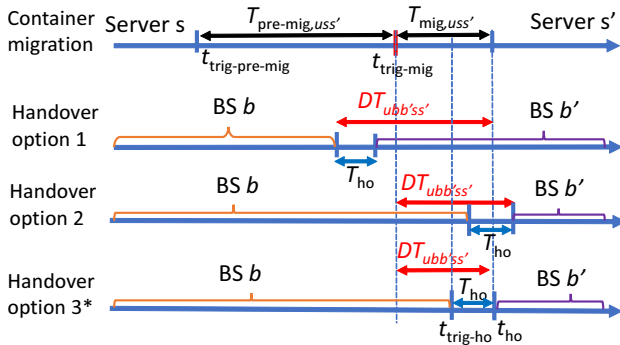 Container migration
Server s
T_pre-mig,uss'
T_mig,uss'
Server s'
t_trig-pre-mig
t_trig-mig
Handover option 1
BS b
DT_ubb'ss'
BS b'
T_ho
Handover option 2
BS b
DT_ubb'ss'
BS b'
T_ho
Handover option 3*
BS b
DT_ubb'ss'
T_ho
BS b'
t_trig-ho
t_ho